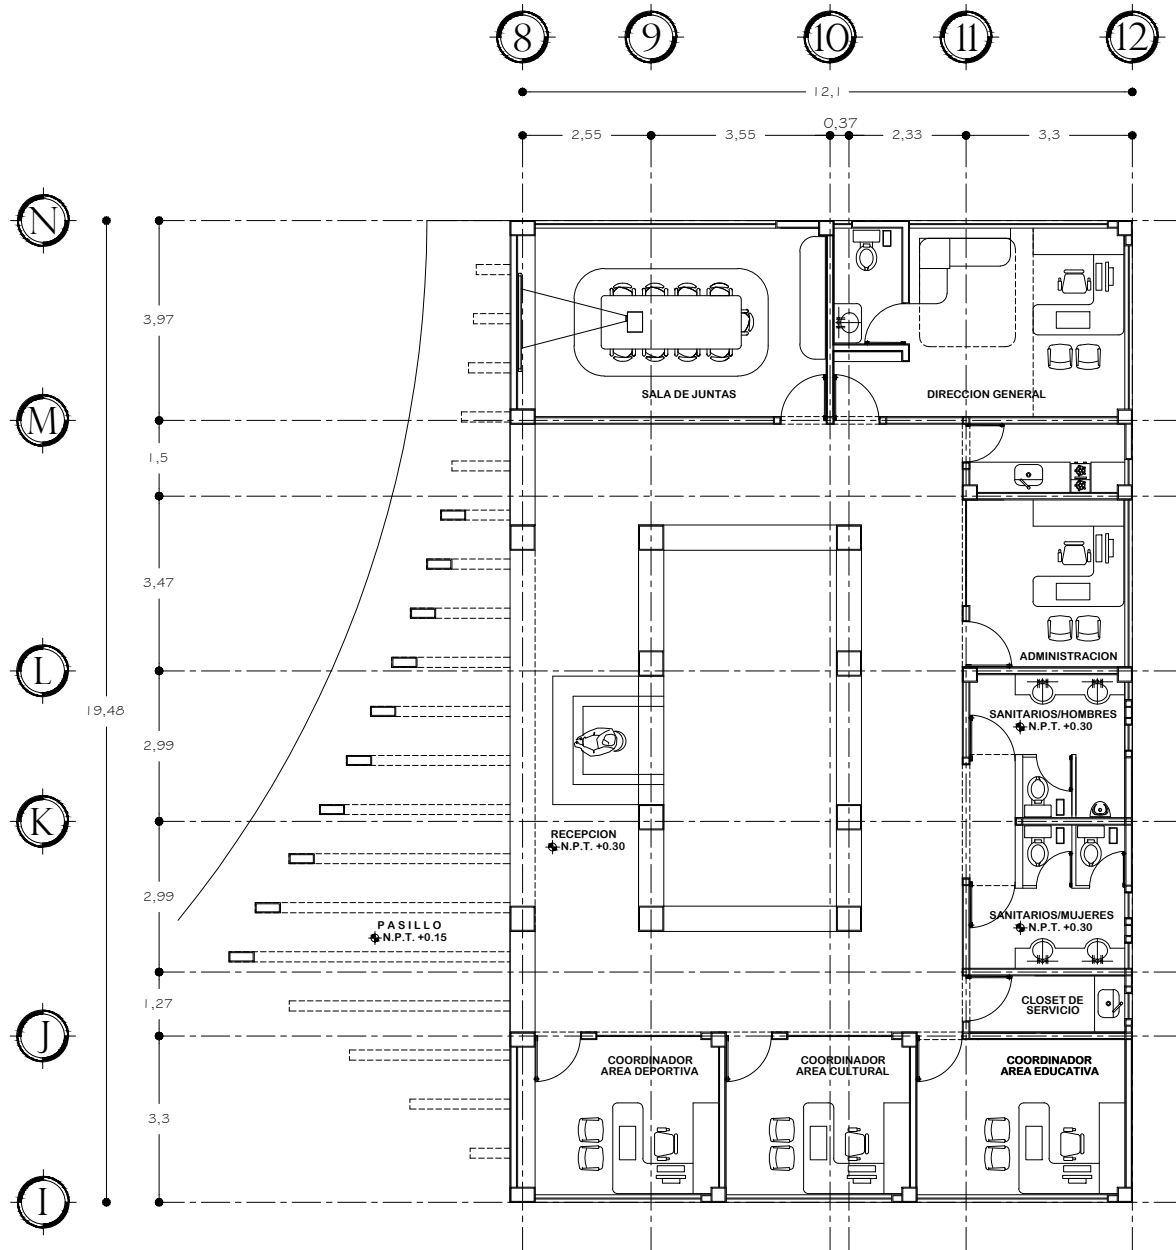 8
9
10
11
12
12,1
2,55
3,55
0,37
2,33
3,3
N
M
L
K
J
I
19,48
3,97
1,5
3,47
2,99
2,99
1,27
3,3
SALA DE JUNTAS
DIRECCION GENERAL
ADMINISTRACION
SANITARIOS/HOMBRES
N.P.T. +0.30
RECEPCION
N.P.T. +0.30
PASILLO
N.P.T. +0.15
SANITARIOS/MUJERES
N.P.T. +0.30
CLOSET DE
SERVICIO
COORDINADOR
AREA DEPORTIVA
COORDINADOR
AREA CULTURAL
COORDINADOR
AREA EDUCATIVA